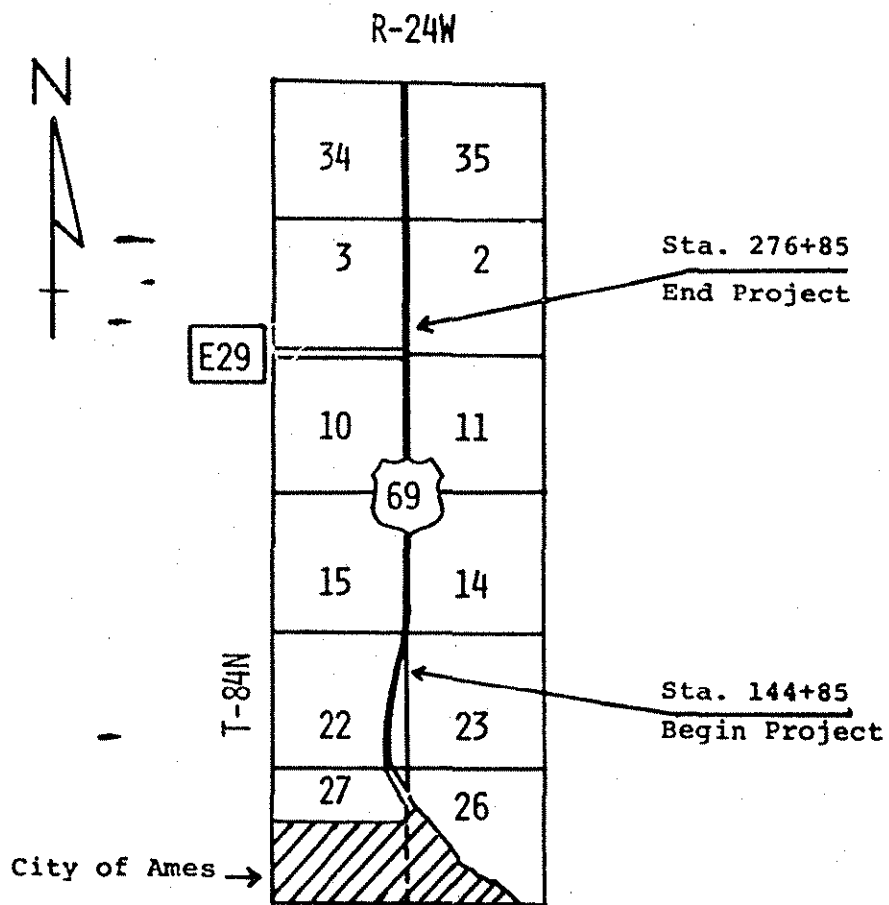 R-24W
N
34 35
3 2
Sta. 276+85
End Project
E29
10 11
69
15 14
T-84N
Sta. 144+85
Begin Project
22 23
27 26
City of Ames